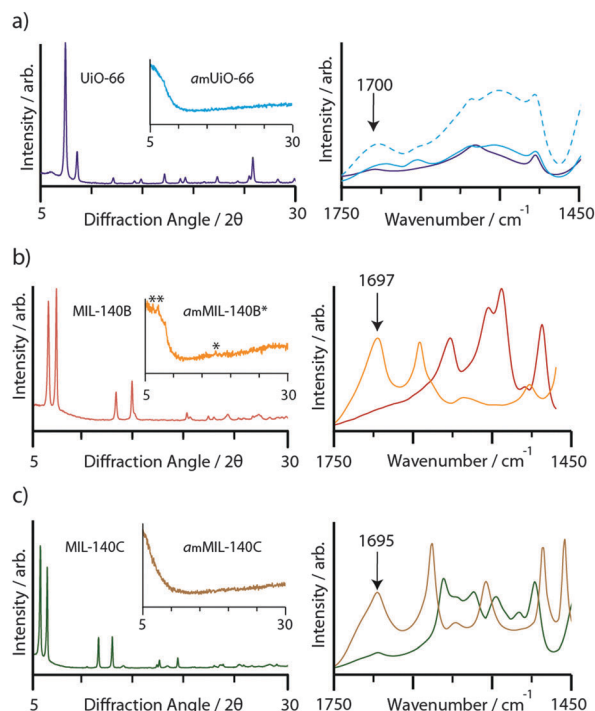 a)
Intensity / arb.
UiO-66
amUiO-66
5
30
5
30
Diffraction Angle / 2θ
Intensity / arb.
1700
1750
1450
Wavenumber / cm-1
b)
Intensity / arb.
MIL-140B
**
amMIL-140B*
*
5
30
5
30
Diffraction Angle / 2θ
Intensity / arb.
1697
1750
1450
Wavenumber / cm-1
c)
Intensity / arb.
MIL-140C
amMIL-140C
5
30
5
30
Diffraction Angle / 2θ
Intensity / arb.
1695
1750
1450
Wavenumber / cm-1